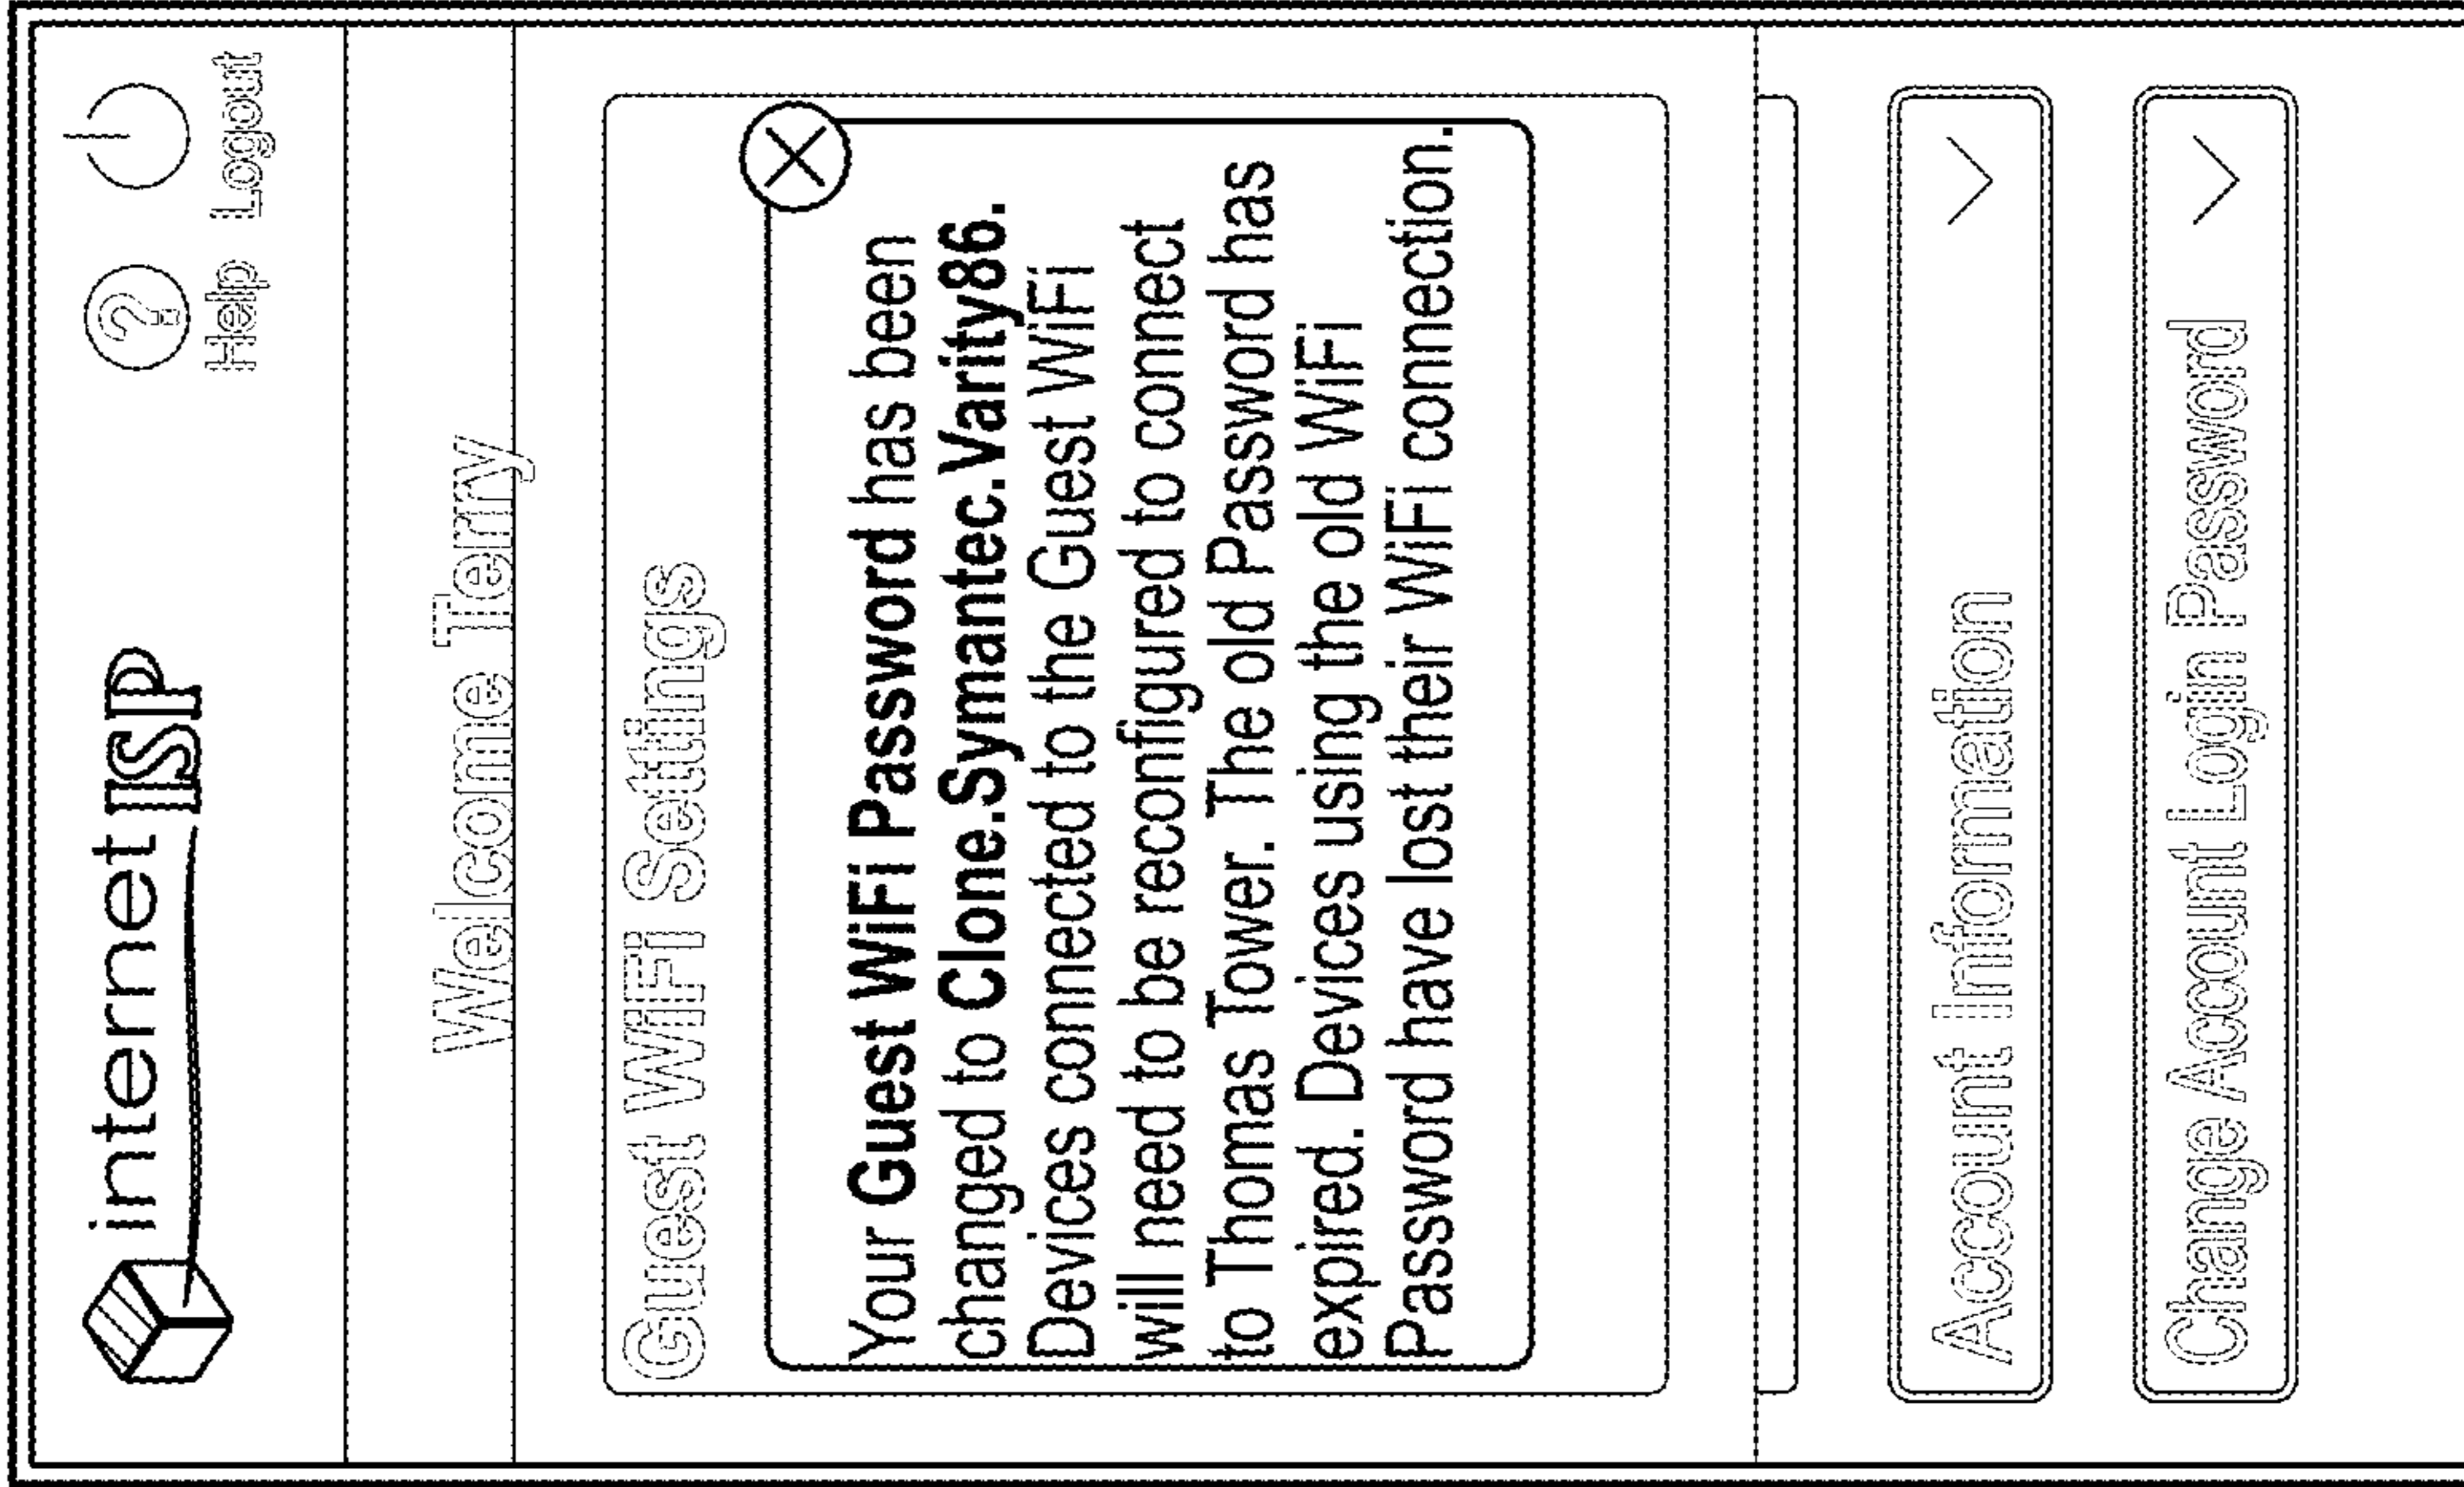 internet ISP
?
Help Logout
Welcome Terry
Guest WiFi Settings
Your Guest WiFi Password has been
changed to Clone.Symantec.Varity86.
Devices connected to the Guest WiFi
will need to be reconfigured to connect
to Thomas Tower. The old Password has
expired. Devices using the old WiFi
Password have lost their WiFi connection.
Account Information
Change Account Login Password